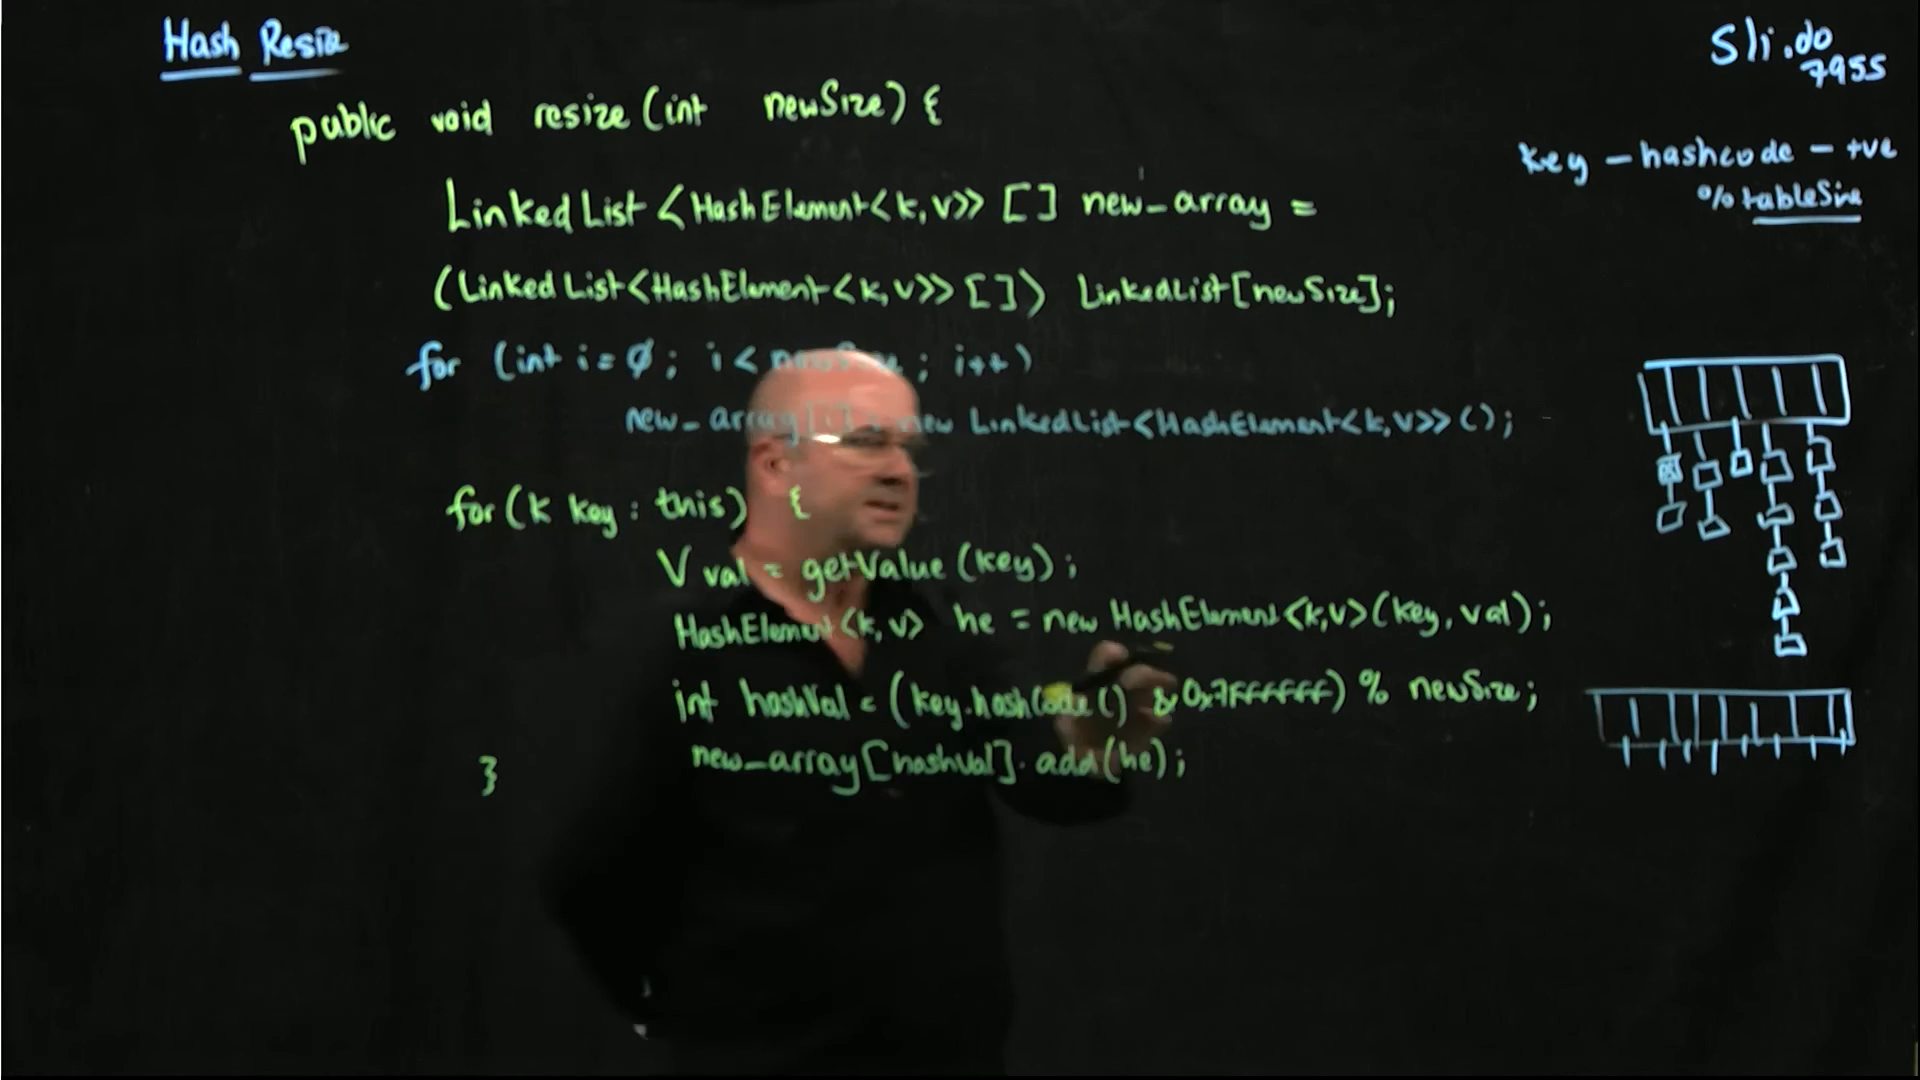 Hash Resize
Sli.do
7955
public void resize (int newSize) {
key - hashcode - +ve
% tableSize
LinkedList <HashElement<k,v>> [] new_array =
(LinkedList<HashElement<k,v>> []) LinkedList[newSize];
for (int i = 0; i < newSize; i++)
new_array[i] = new LinkedList<HashElement<k,v>>();
for (k key : this) {
V val = getValue (key);
HashElement<k,v> he = new HashElement<k,v>(key, val);
int hashVal = (key.hashCode() & 0x7FFFFFFF) % newSize;
new_array[hashVal].add(he);
}